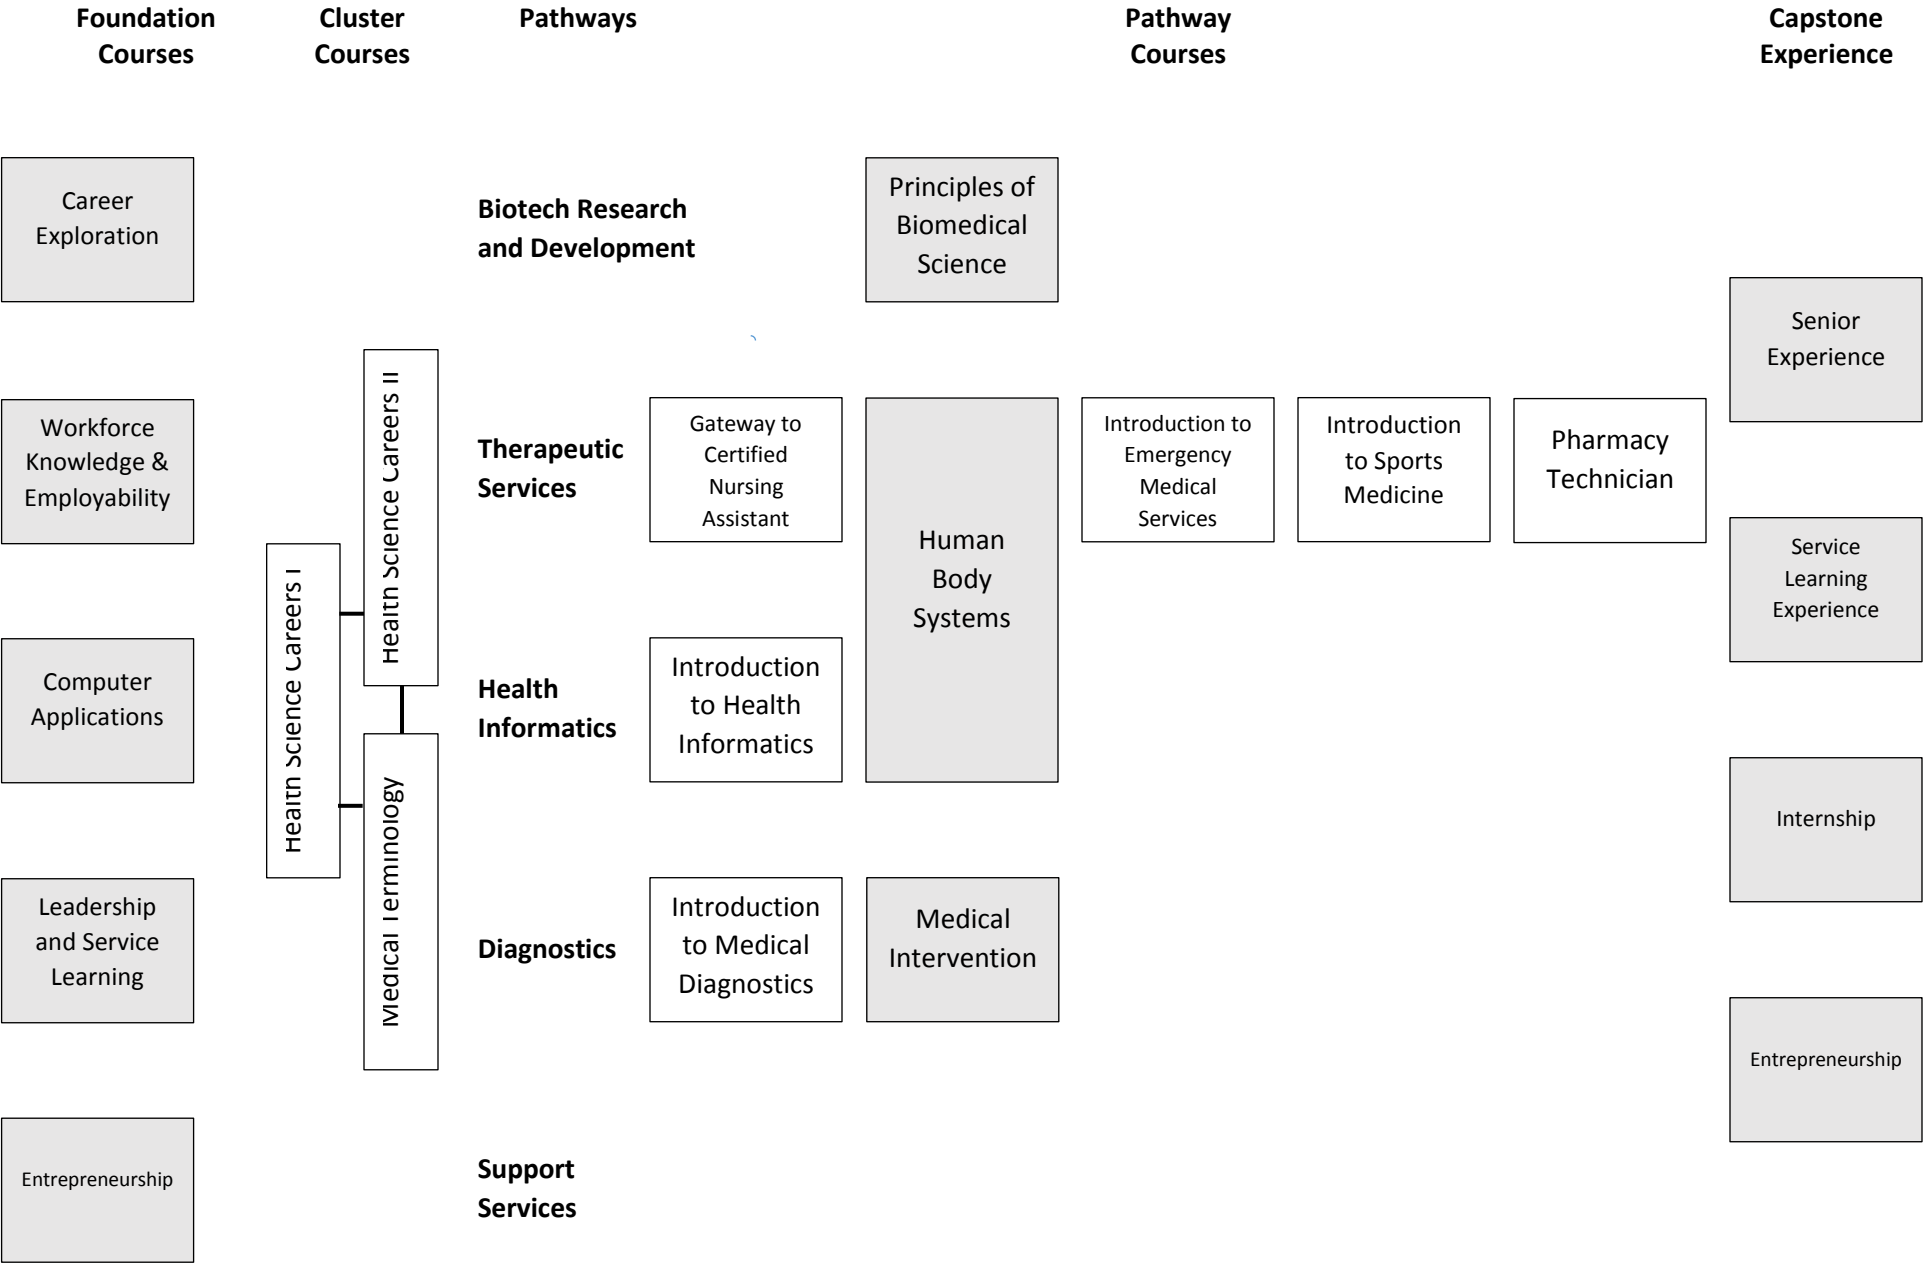 Foundation
Courses
Cluster
Courses
Pathways
Pathway
Courses
Capstone
Experience
Career
Exploration
Workforce
Knowledge &
Employability
Computer
Applications
Leadership
and Service
Learning
Entrepreneurship
Health Science Careers I
Health Science Careers II
Medical Terminology
Biotech Research
and Development
Principles of
Biomedical
Science
Therapeutic
Services
Gateway to
Certified
Nursing
Assistant
Human
Body
Systems
Introduction to
Emergency
Medical
Services
Introduction
to Sports
Medicine
Pharmacy
Technician
Health
Informatics
Introduction
to Health
Informatics
Diagnostics
Introduction
to Medical
Diagnostics
Medical
Intervention
Support
Services
Senior
Experience
Service
Learning
Experience
Internship
Entrepreneurship